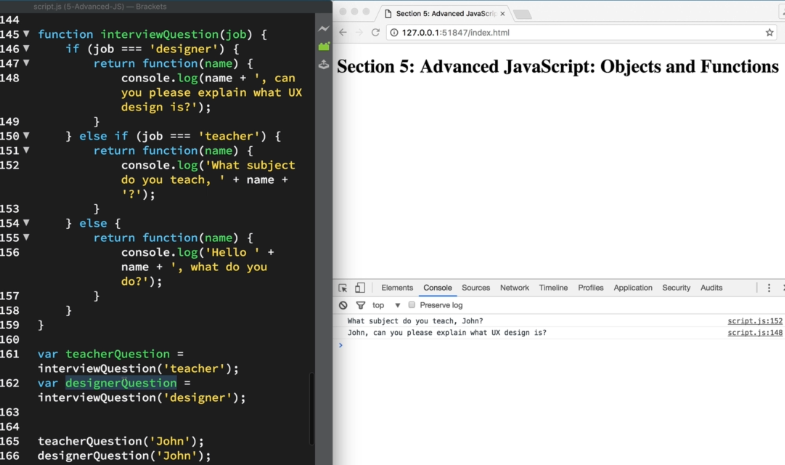 script.js (5-Advanced-JS) — Brackets
144
145 function interviewQuestion(job) {
146 if (job === 'designer') {
147 return function(name) {
148 console.log(name + ', can
you please explain what UX
design is?');
149 }
150 } else if (job === 'teacher') {
151 return function(name) {
152 console.log('What subject
do you teach, ' + name +
'?');
153 }
154 } else {
155 return function(name) {
156 console.log('Hello ' +
name + ', what do you
do?');
157 }
158 }
159 }
160
161 var teacherQuestion =
interviewQuestion('teacher');
162 var designerQuestion =
interviewQuestion('designer');
163
164
165 teacherQuestion('John');
166 designerQuestion('John');
Section 5: Advanced JavaScri
127.0.0.1:51847/index.html
Section 5: Advanced JavaScript: Objects and Functions
Elements Console Sources Network Timeline Profiles Application Security Audits
top Preserve log
What subject do you teach, John? script.js:152
John, can you please explain what UX design is? script.js:148